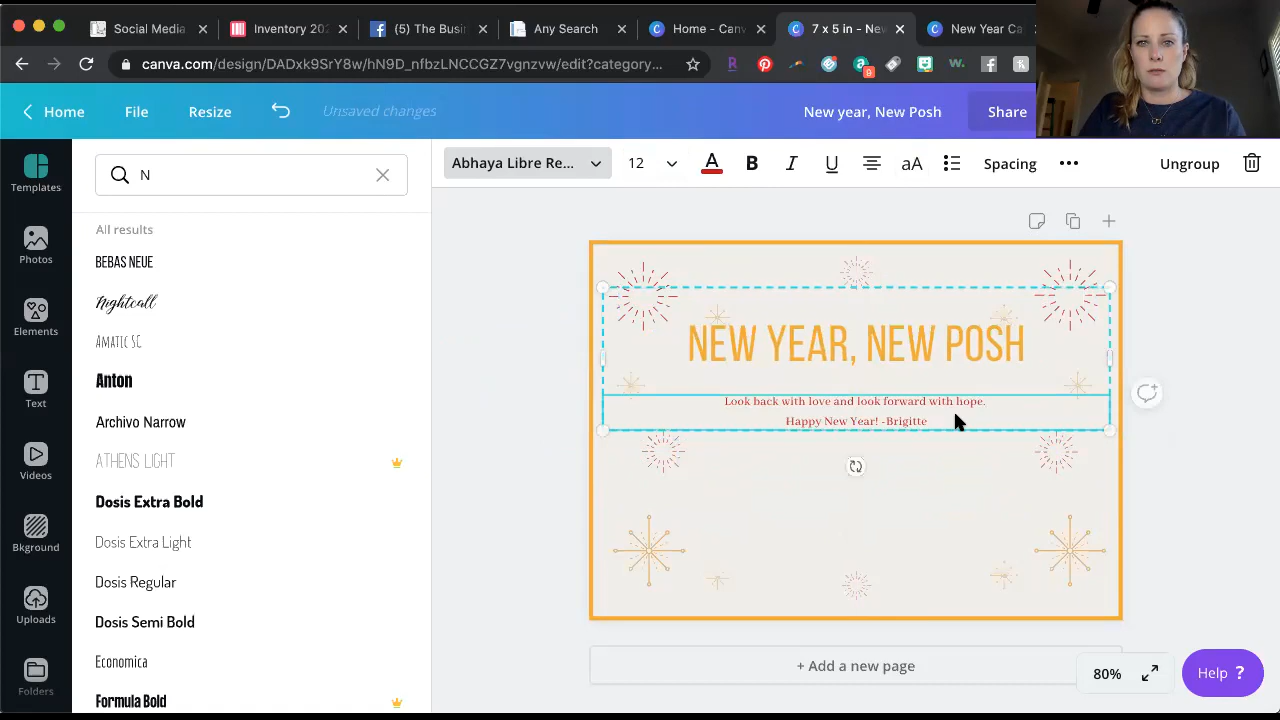 Social Media
Inventory 202
(5) The Busin
Any Search
Home - Canv
7 x 5 in - New
New Year Ca
canva.com/design/DADxk9SrY8w/hN9D_nfbzLNCCGZ7vgnzvw/edit?category...
Home
File
Resize
Unsaved changes
New year, New Posh
Share
Templates
Photos
Elements
Text
Videos
Bkground
Uploads
Folders
N
All results
BEBAS NEUE
Nightcall
AMATIC SC
Anton
Archivo Narrow
ATHENS LIGHT
Dosis Extra Bold
Dosis Extra Light
Dosis Regular
Dosis Semi Bold
Economica
Formula Bold
Abhaya Libre Re...
12
A
B
I
U
aA
Spacing
Ungroup
NEW YEAR, NEW POSH
Look back with love and look forward with hope.
Happy New Year! -Brigitte
+ Add a new page
80%
Help ?